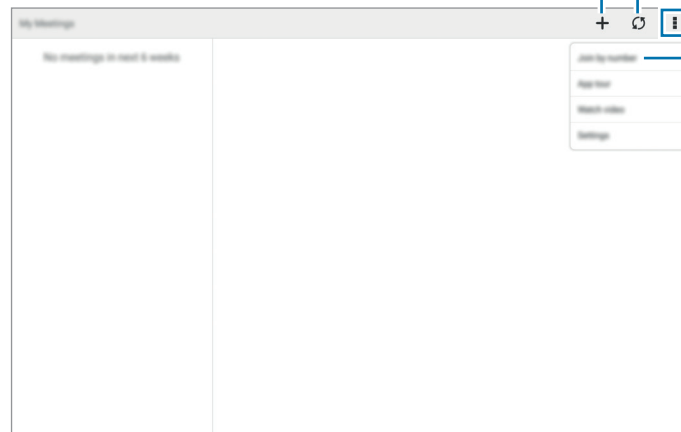 My Meetings
No meetings in next 6 weeks
Join by number
App tour
Watch video
Settings